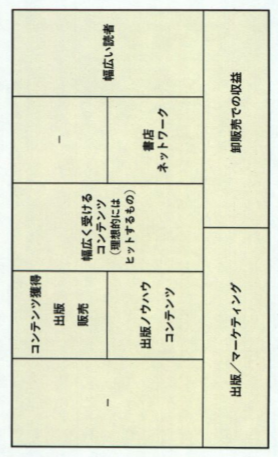 –
コンテンツ獲得
出版
販売
出版ノウハウ
コンテンツ
幅広く受ける
コンテンツ
(理想的には
ヒットするもの)
–
書店
ネットワーク
幅広い読者
出版/マーケティング
卸販売での収益